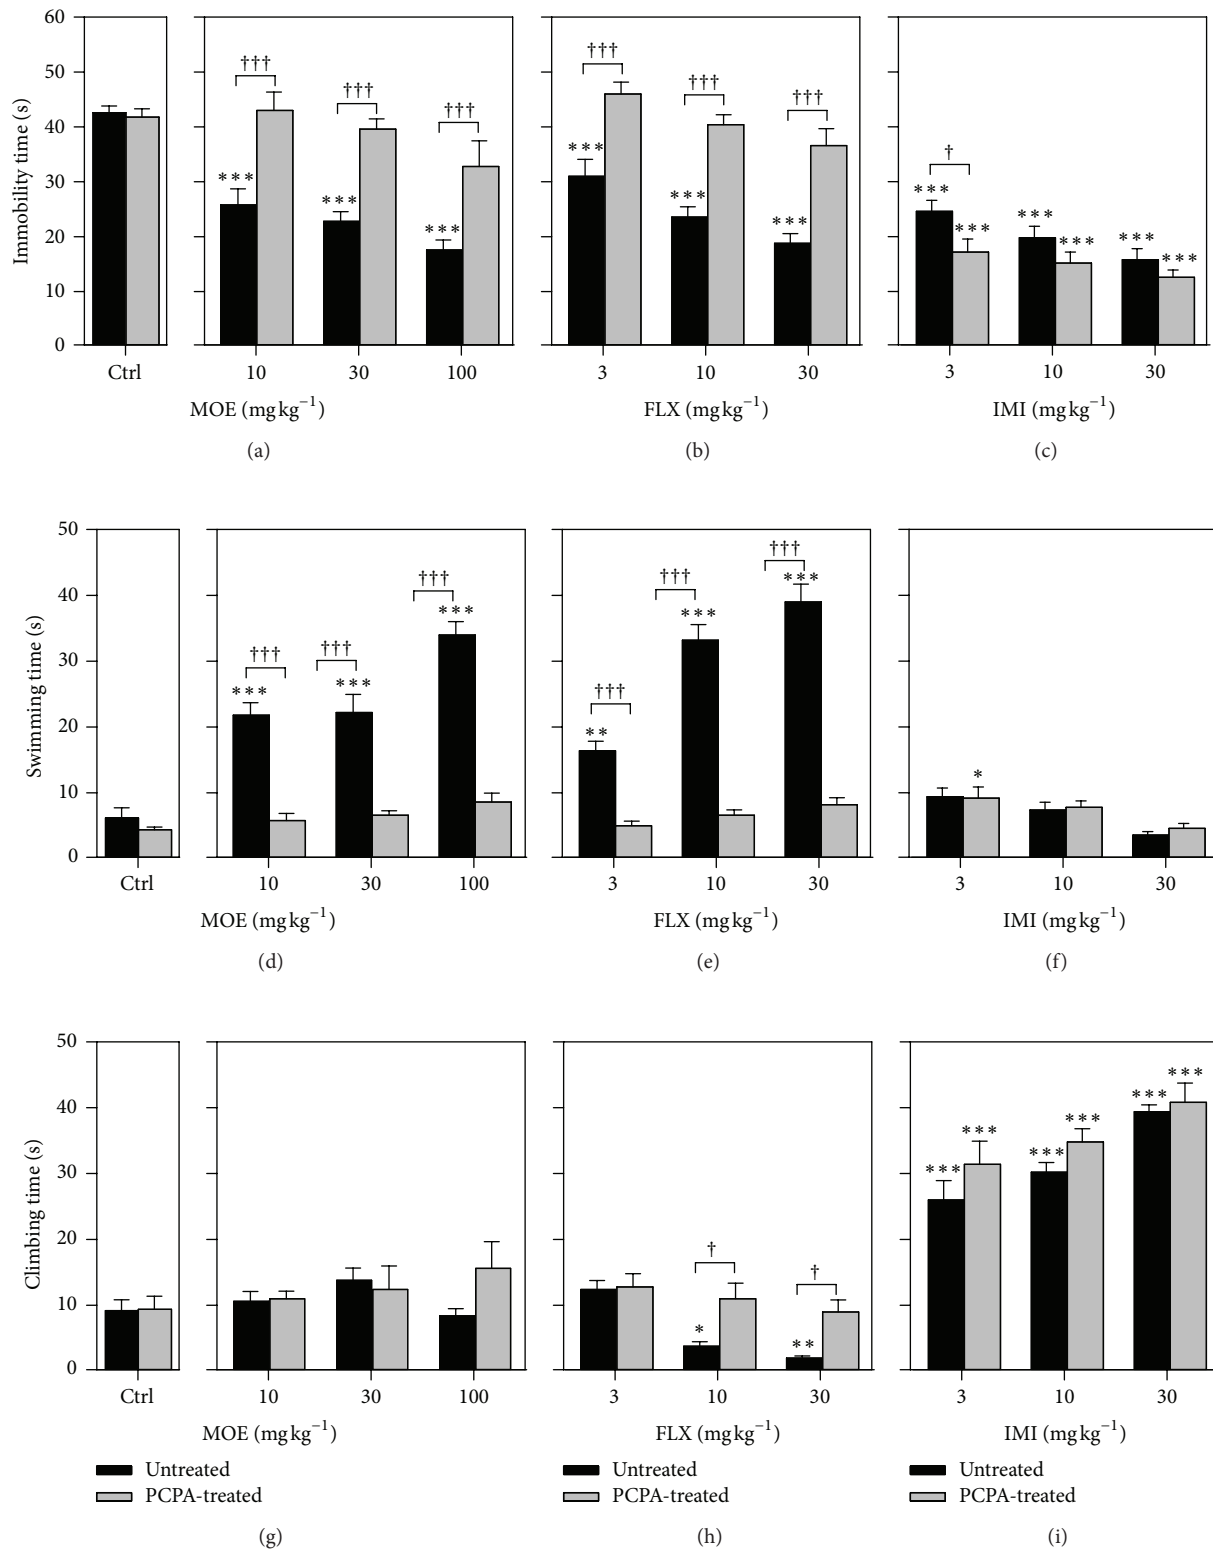 60
50
40
30
20
10
0
Immobility time (s)
††† ††† †††
*** *** ***
††† ††† †††
*** *** ***
†
*** *** *** *** *** ***
Ctrl 10 30 100 3 10 30 3 10 30
MOE (mg kg−1) FLX (mg kg−1) IMI (mg kg−1)
(a) (b) (c)
50
40
30
20
10
0
Swimming time (s)
††† ††† †††
*** *** ***
††† ††† †††
** *** ***
*
Ctrl 10 30 100 3 10 30 3 10 30
MOE (mg kg−1) FLX (mg kg−1) IMI (mg kg−1)
(d) (e) (f)
50
40
30
20
10
0
Climbing time (s)
† †
* **
*** *** *** *** *** ***
Ctrl 10 30 100 3 10 30 3 10 30
MOE (mg kg−1) FLX (mg kg−1) IMI (mg kg−1)
Untreated Untreated Untreated
PCPA-treated PCPA-treated PCPA-treated
(g) (h) (i)